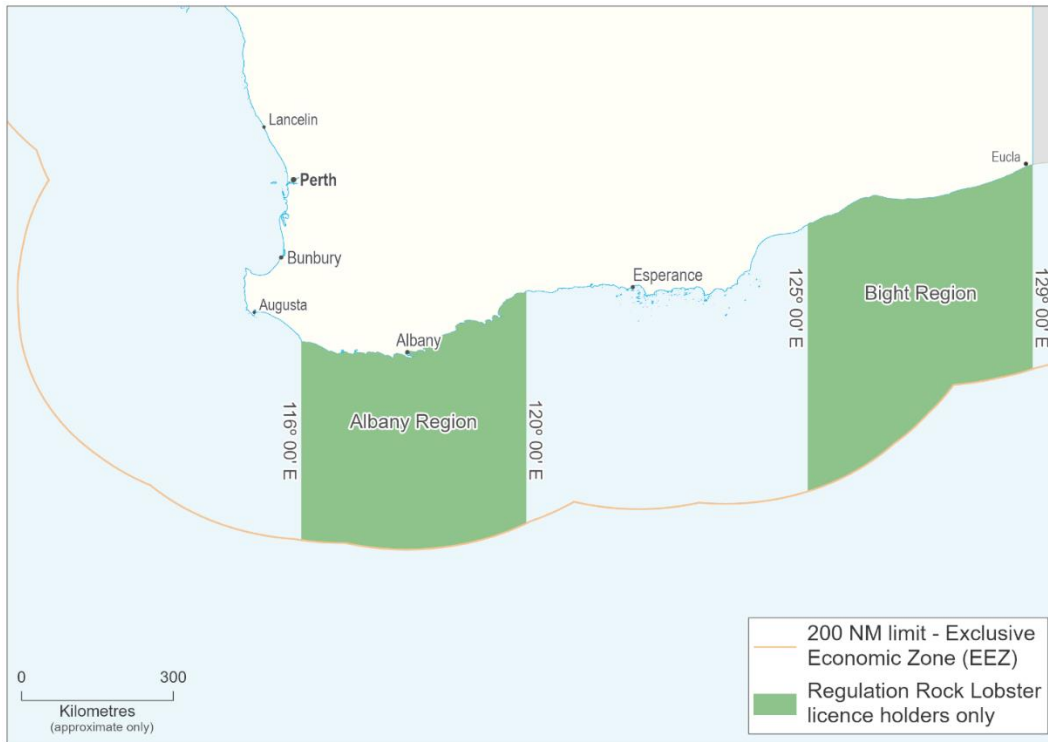 Lancelin
Perth
Eucla
Bunbury
Esperance
Augusta
Albany
125° 00' E
Bight Region
129° 00' E
116° 00' E
Albany Region
120° 00' E
0 300
Kilometres
(approximate only)
200 NM limit - Exclusive
Economic Zone (EEZ)
Regulation Rock Lobster
licence holders only